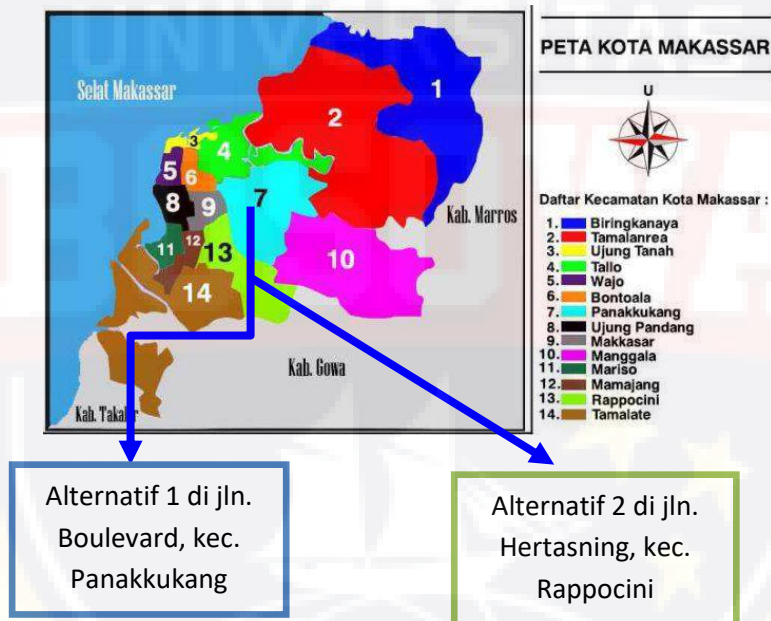 UNIVERSITAS
PETA KOTA MAKASSAR
U
Selat Makassar
Kab. Marros
Kab. Gowa
Kab. Takalar
1
2
3
4
5
6
7
8
9
10
11
12
13
14
Daftar Kecamatan Kota Makassar :
1. Biringkanaya
2. Tamalanrea
3. Ujung Tanah
4. Tallo
5. Wajo
6. Bontoala
7. Panakkukang
8. Ujung Pandang
9. Makkasar
10. Manggala
11. Mariso
12. Mamajang
13. Rappocini
14. Tamalate
Alternatif 1 di jln.
Boulevard, kec.
Panakkukang
Alternatif 2 di jln.
Hertasning, kec.
Rappocini